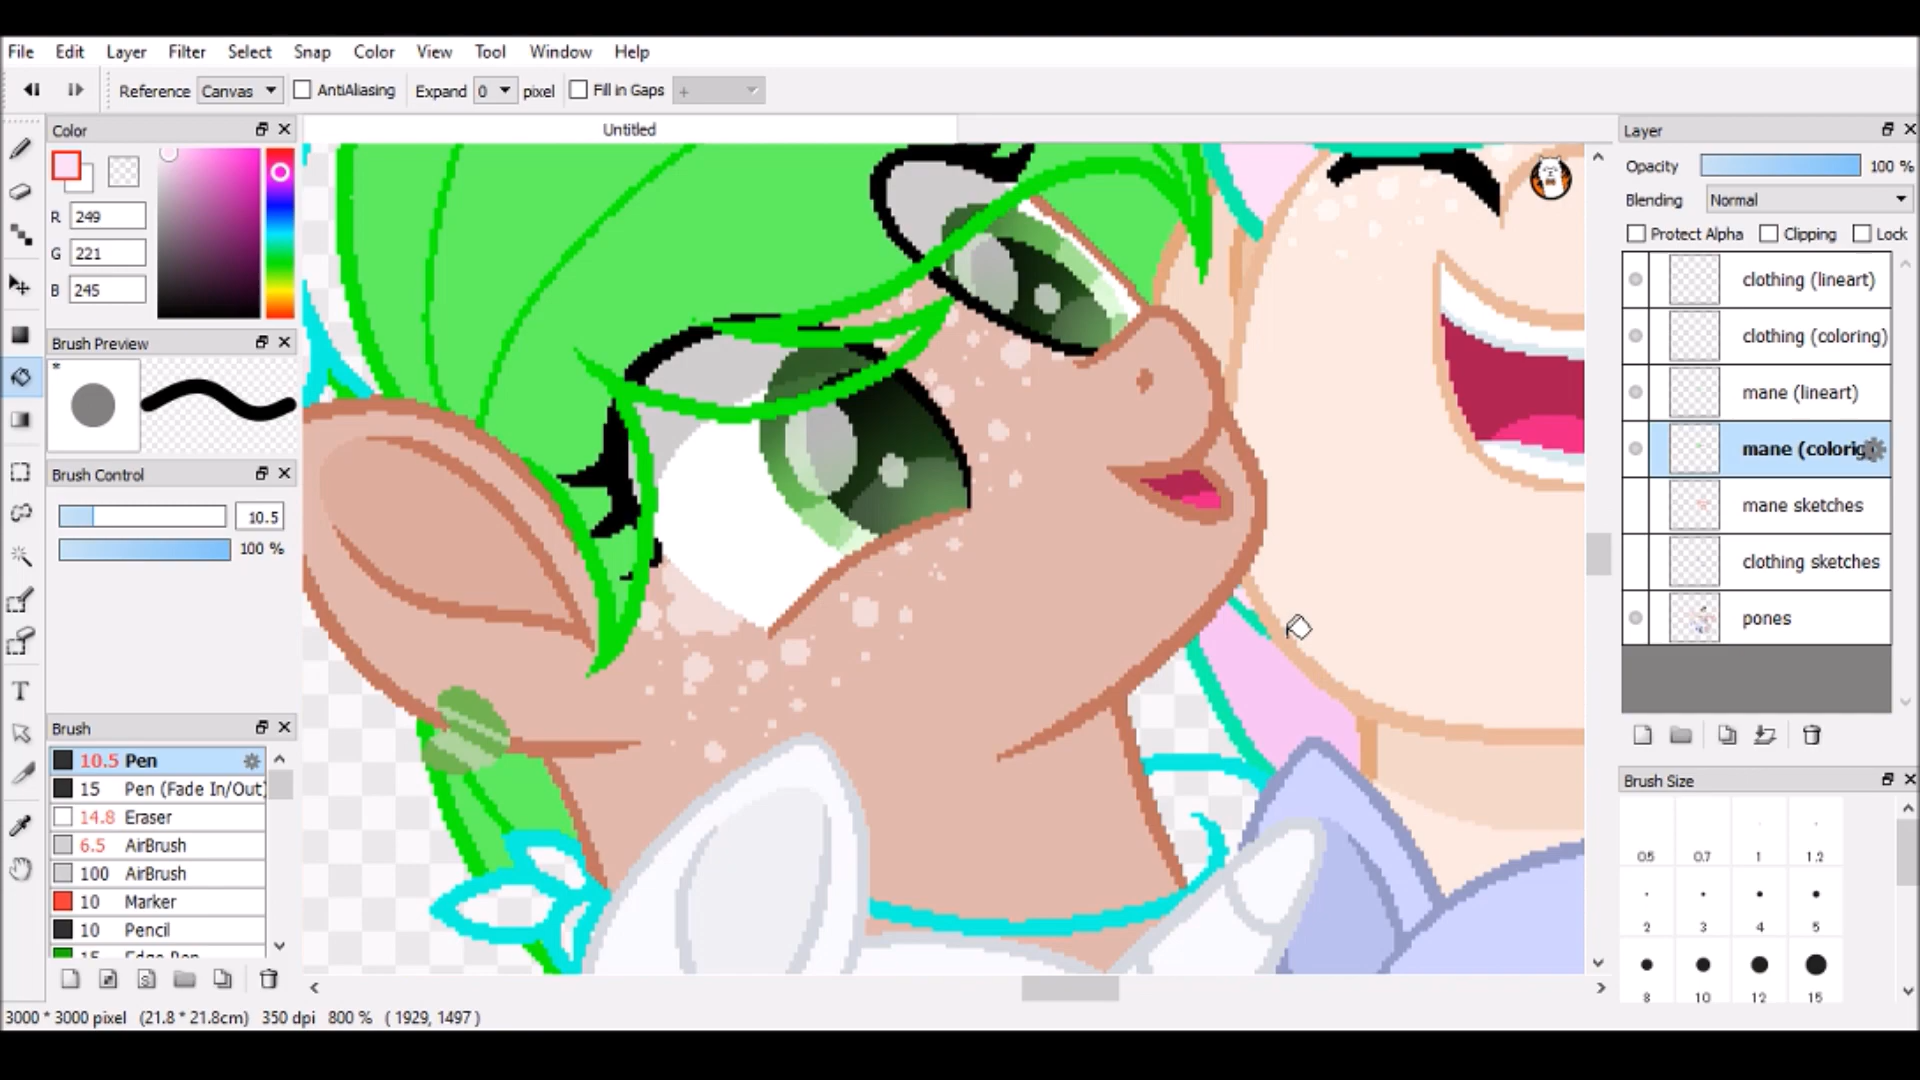 File Edit Layer Filter Select Snap Color View Tool Window Help
Reference Canvas AntiAliasing Expand 0 pixel Fill in Gaps +
Color
R 249
G 221
B 245
Brush Preview
*
Brush Control
10.5
100 %
Brush
10.5 Pen
15 Pen (Fade In/Out)
14.8 Eraser
6.5 AirBrush
100 AirBrush
10 Marker
10 Pencil
Untitled
Layer
Opacity 100 %
Blending Normal
Protect Alpha Clipping Lock
clothing (lineart)
clothing (coloring)
mane (lineart)
mane (colorig
mane sketches
clothing sketches
pones
Brush Size
0.5 0.7 1 1.2
2 3 4 5
8 10 12 15
T
3000 * 3000 pixel (21.8 * 21.8cm) 350 dpi 800 % ( 1929, 1497 )